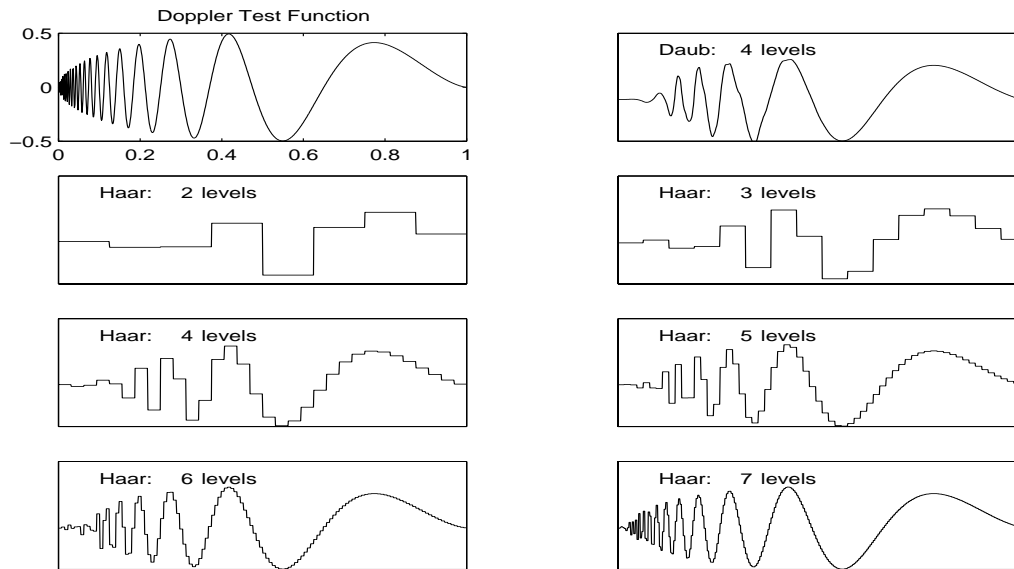 Doppler Test Function
0.5
0
−0.5
0
0.2
0.4
0.6
0.8
1
Daub: 4 levels
Haar: 2 levels
Haar: 3 levels
Haar: 4 levels
Haar: 5 levels
Haar: 6 levels
Haar: 7 levels